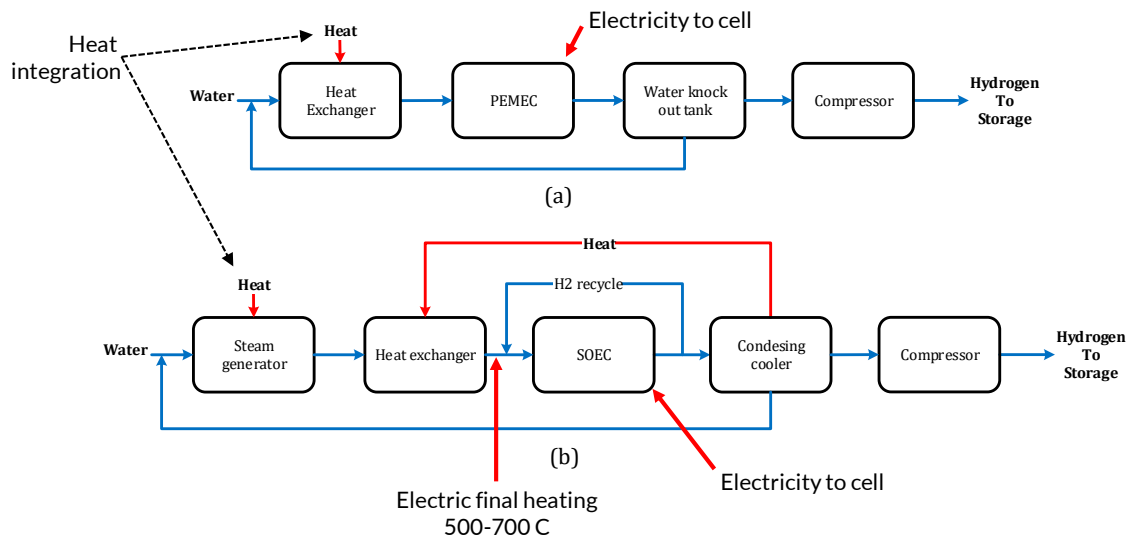 Electricity to cell
Heat
integration
Heat
Water
Heat
Exchanger
PEMEC
Water knock
out tank
Compressor
Hydrogen
To
Storage
(a)
Heat
H2 recycle
Heat
Water
Steam
generator
Heat exchanger
SOEC
Condesing
cooler
Compressor
Hydrogen
To
Storage
(b)
Electricity to cell
Electric final heating
500-700 C